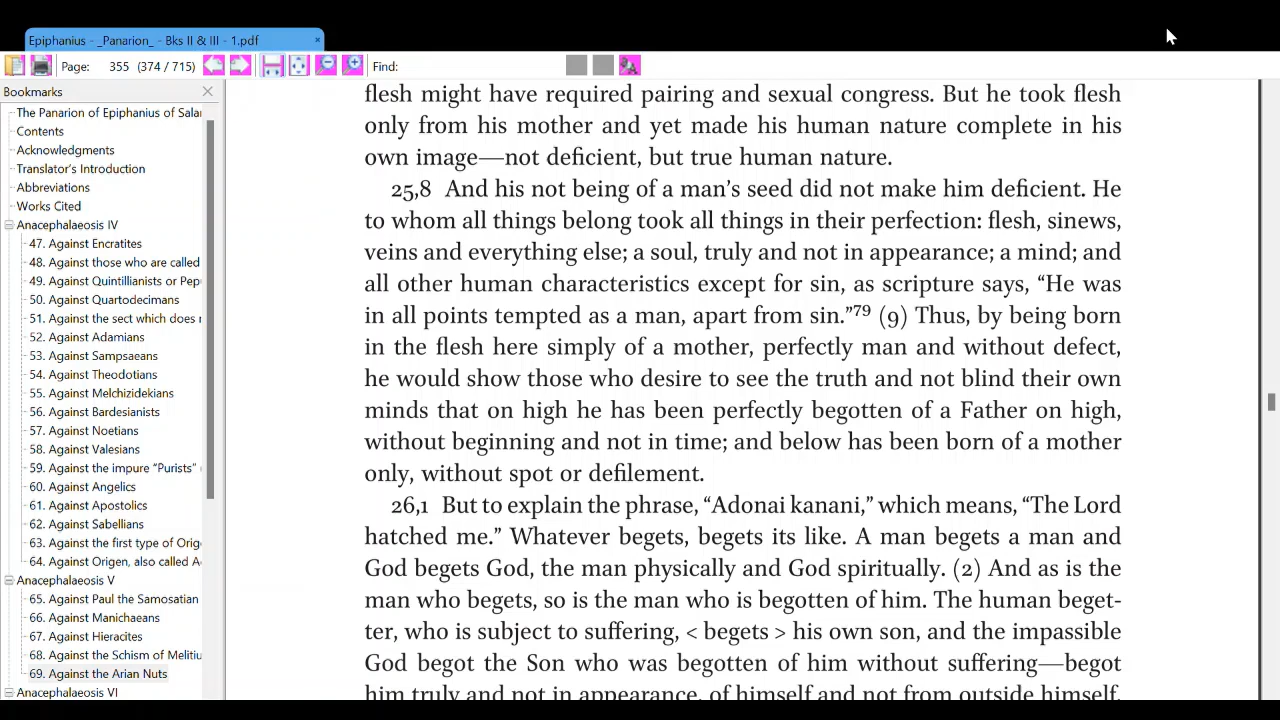 Epiphanius - _Panarion_ - Bks II & III - 1.pdf
×
Page: 355 (374 / 715)
Find:
Bookmarks
The Panarion of Epiphanius of Sala
Contents
Acknowledgments
Translator's Introduction
Abbreviations
Works Cited
Anacephalaeosis IV
47. Against Encratites
48. Against those who are called
49. Against Quintillianists or Pep
50. Against Quartodecimans
51. Against the sect which does
52. Against Adamians
53. Against Sampsaeans
54. Against Theodotians
55. Against Melchizidekians
56. Against Bardesianists
57. Against Noetians
58. Against Valesians
59. Against the impure “Purists”
60. Against Angelics
61. Against Apostolics
62. Against Sabellians
63. Against the first type of Orig
64. Against Origen, also called A
Anacephalaeosis V
65. Against Paul the Samosatian
66. Against Manichaeans
67. Against Hieracites
68. Against the Schism of Melitiu
69. Against the Arian Nuts
Anacephalaeosis VI
flesh might have required pairing and sexual congress. But he took flesh
only from his mother and yet made his human nature complete in his
own image—not deficient, but true human nature.
25,8 And his not being of a man’s seed did not make him deficient. He
to whom all things belong took all things in their perfection: flesh, sinews,
veins and everything else; a soul, truly and not in appearance; a mind; and
all other human characteristics except for sin, as scripture says, “He was
in all points tempted as a man, apart from sin.”79 (9) Thus, by being born
in the flesh here simply of a mother, perfectly man and without defect,
he would show those who desire to see the truth and not blind their own
minds that on high he has been perfectly begotten of a Father on high,
without beginning and not in time; and below has been born of a mother
only, without spot or defilement.
26,1 But to explain the phrase, “Adonai kanani,” which means, “The Lord
hatched me.” Whatever begets, begets its like. A man begets a man and
God begets God, the man physically and God spiritually. (2) And as is the
man who begets, so is the man who is begotten of him. The human beget-
ter, who is subject to suffering, < begets > his own son, and the impassible
God begot the Son who was begotten of him without suffering—begot
him truly and not in appearance, of himself and not from outside himself,